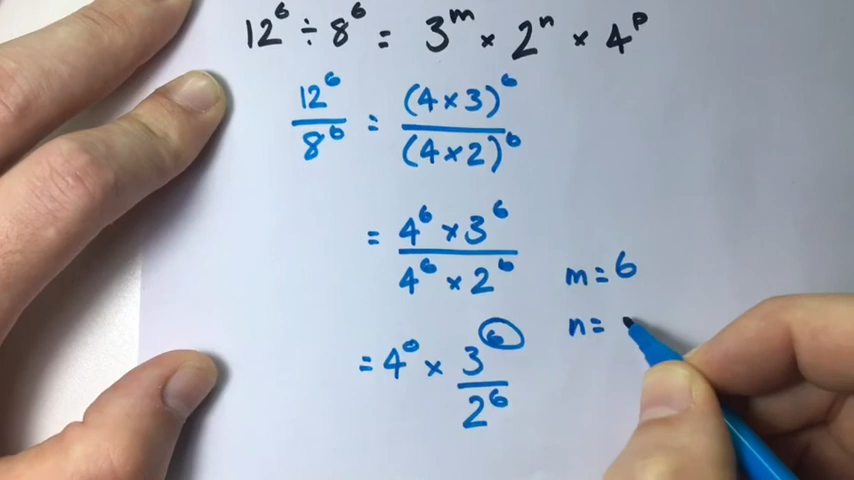 12⁶ ÷ 8⁶ = 3ᵐ × 2ⁿ × 4ᵖ
12⁶/8⁶ = (4 × 3)⁶/(4 × 2)⁶
= 4⁶ × 3⁶/4⁶ × 2⁶
m = 6
n =
= 4⁰ × 3⁶/2⁶